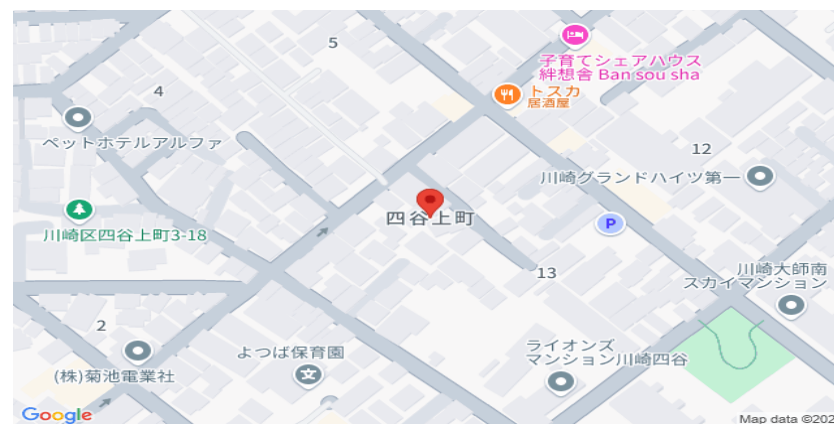 5
子育てシェアハウス
絆想舎 Ban sou sha
4
トスカ
居酒屋
ペットホテルアルファ
12
川崎グランドハイツ第一
四谷上町
P
川崎区四谷上町3-18
13
川崎大師南
スカイマンション
2
よつば保育園
ライオンズ
マンション川崎四谷
(株)菊池電業社
文
Google
Map data ©202